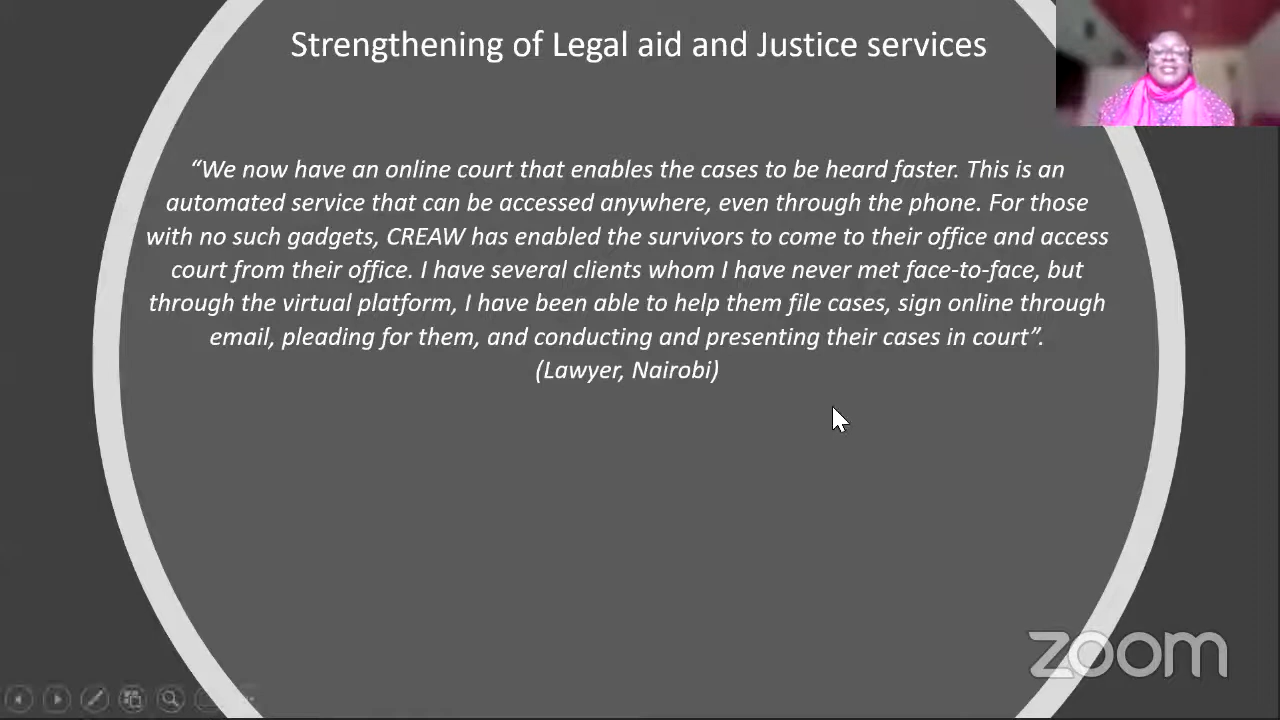 Strengthening of Legal aid and Justice services
“We now have an online court that enables the cases to be heard faster. This is an
automated service that can be accessed anywhere, even through the phone. For those
with no such gadgets, CREAW has enabled the survivors to come to their office and access
court from their office. I have several clients whom I have never met face-to-face, but
through the virtual platform, I have been able to help them file cases, sign online through
email, pleading for them, and conducting and presenting their cases in court”.
(Lawyer, Nairobi)
zoom